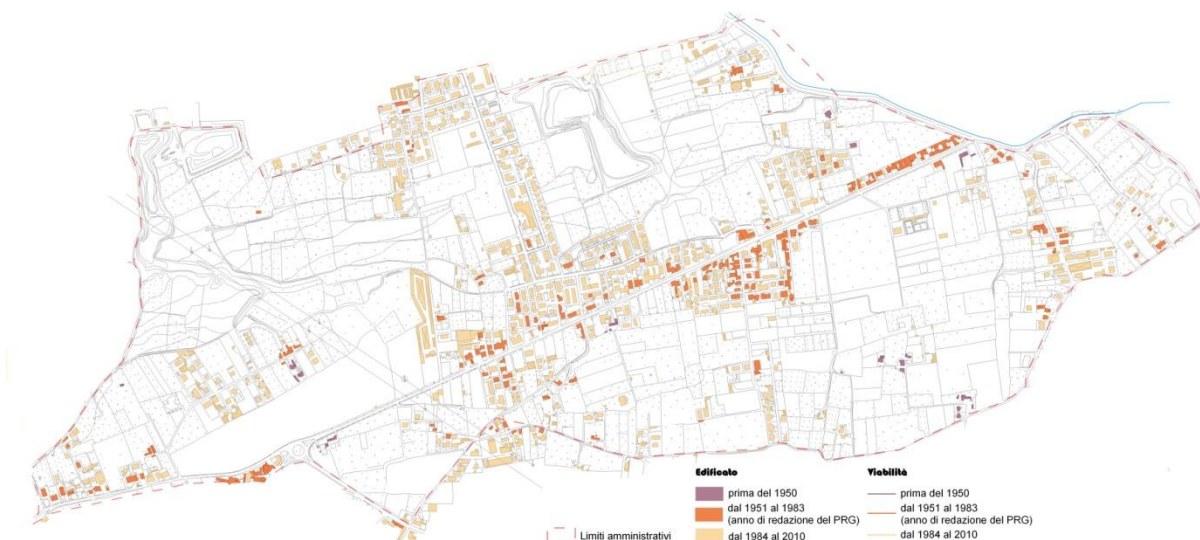 Edificato
prima del 1950
dal 1951 al 1983
(anno di redazione del PRG)
dal 1984 al 2010
Viabilità
prima del 1950
dal 1951 al 1983
(anno di redazione del PRG)
dal 1984 al 2010
Limiti amministrativi